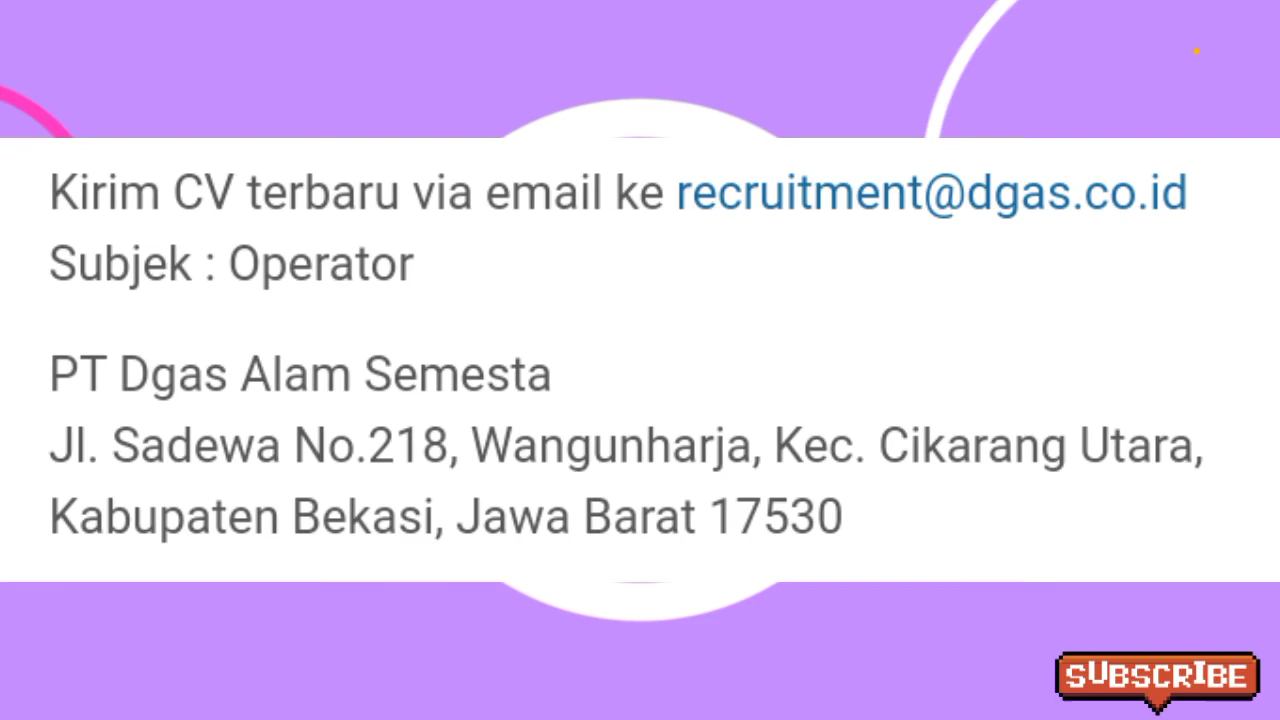 Kirim CV terbaru via email ke recruitment@dgas.co.id
Subjek : Operator
PT Dgas Alam Semesta
Jl. Sadewa No.218, Wangunharja, Kec. Cikarang Utara,
Kabupaten Bekasi, Jawa Barat 17530
SUBSCRIBE